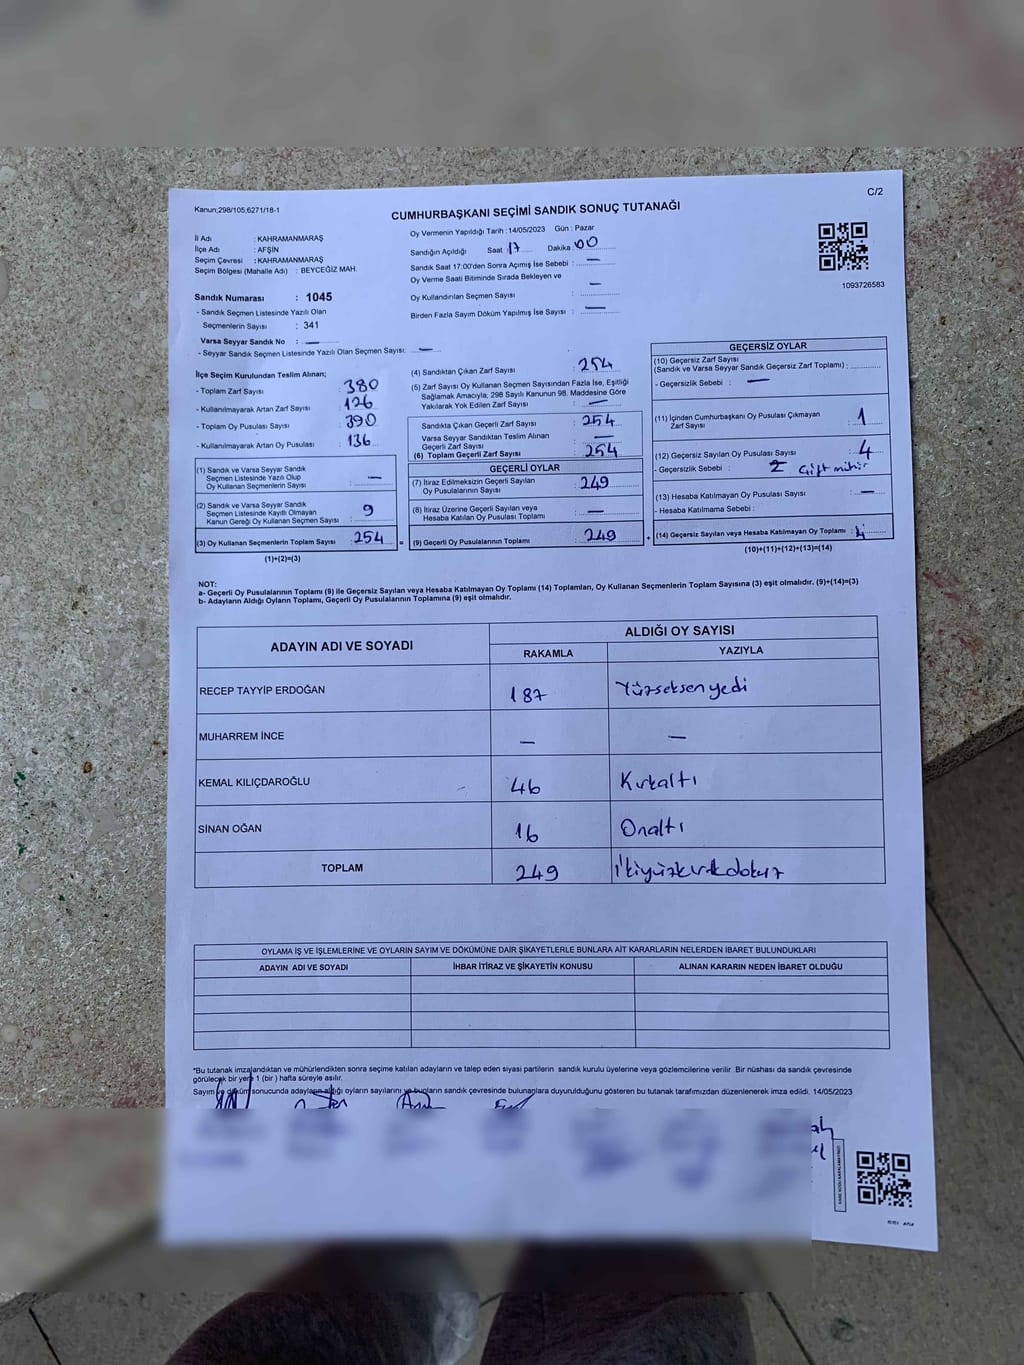 C/2
Kanun;298/105;6271/18-1
CUMHURBAŞKANI SEÇİMİ SANDIK SONUÇ TUTANAĞI
İl Adı : KAHRAMANMARAŞ
İlçe Adı : AFŞİN
Seçim Çevresi : KAHRAMANMARAŞ
Seçim Bölgesi (Mahalle Adı) : BEYCEĞİZ MAH.
Sandık Numarası : 1045
- Sandık Seçmen Listesinde Yazılı Olan
Seçmenlerin Sayısı : 341
Varsa Seyyar Sandık No : —
- Seyyar Sandık Seçmen Listesinde Yazılı Olan Seçmen Sayısı: —
Oy Vermenin Yapıldığı Tarih : 14/05/2023 Gün : Pazar
Sandığın Açıldığı Saat 17 Dakika 00
Sandık Saat 17:00'den Sonra Açılmış İse Sebebi : —
Oy Verme Saati Bitiminde Sırada Bekleyen ve
Oy Kullandırılan Seçmen Sayısı : —
Birden Fazla Sayım Döküm Yapılmış İse Sayısı : —
1093726583
İlçe Seçim Kurulundan Teslim Alınan;
- Toplam Zarf Sayısı : 380
- Kullanılmayarak Artan Zarf Sayısı : 126
- Toplam Oy Pusulası Sayısı : 390
- Kullanılmayarak Artan Oy Pusulası : 136
(1) Sandık ve Varsa Seyyar Sandık
Seçmen Listesinde Yazılı Olup
Oy Kullanan Seçmenlerin Sayısı : —
(2) Sandık ve Varsa Seyyar Sandık
Seçmen Listesinde Kayıtlı Olmayan
Kanun Gereği Oy Kullanan Seçmen Sayısı : 9
(3) Oy Kullanan Seçmenlerin Toplam Sayısı : 254 =
(1)+(2)=(3)
(4) Sandıktan Çıkan Zarf Sayısı : 254
(5) Zarf Sayısı Oy Kullanan Seçmen Sayısından Fazla İse, Eşitliği
Sağlamak Amacıyla; 298 Sayılı Kanunun 98. Maddesine Göre
Yakılarak Yok Edilen Zarf Sayısı : —
Sandıkta Çıkan Geçerli Zarf Sayısı : 254
Varsa Seyyar Sandıktan Teslim Alınan
Geçerli Zarf Sayısı : —
(6) Toplam Geçerli Zarf Sayısı : 254
GEÇERLİ OYLAR
(7) İtiraz Edilmeksizin Geçerli Sayılan
Oy Pusulalarının Sayısı : 249
(8) İtiraz Üzerine Geçerli Sayılan veya
Hesaba Katılan Oy Pusulası Toplamı : —
(9) Geçerli Oy Pusulalarının Toplamı : 249 +
GEÇERSİZ OYLAR
(10) Geçersiz Zarf Sayısı
(Sandık ve Varsa Seyyar Sandık Geçersiz Zarf Toplamı) :
- Geçersizlik Sebebi : —
(11) İçinden Cumhurbaşkanı Oy Pusulası Çıkmayan
Zarf Sayısı : 1
(12) Geçersiz Sayılan Oy Pusulası Sayısı : 4
- Geçersizlik Sebebi : 2 Çift mühür
(13) Hesaba Katılmayan Oy Pusulası Sayısı : —
- Hesaba Katılmama Sebebi :
(14) Geçersiz Sayılan veya Hesaba Katılmayan Oy Toplamı :
(10)+(11)+(12)+(13)=(14)
NOT:
a- Geçerli Oy Pusulalarının Toplamı (9) ile Geçersiz Sayılan veya Hesaba Katılmayan Oy Toplamı (14) Toplamları, Oy Kullanan Seçmenlerin Toplam Sayısına (3) eşit olmalıdır. (9)+(14)=(3)
b- Adayların Aldığı Oyların Toplamı, Geçerli Oy Pusulalarının Toplamına (9) eşit olmalıdır.
ADAYIN ADI VE SOYADI ALDIĞI OY SAYISI
RAKAMLA YAZIYLA
RECEP TAYYİP ERDOĞAN 187 Yüzseksenyedi
MUHARREM İNCE — —
KEMAL KILIÇDAROĞLU 46 Kırkaltı
SİNAN OĞAN 16 Onaltı
TOPLAM 249 İkiyüzkırkdokuz
OYLAMA İŞ VE İŞLEMLERİNE VE OYLARIN SAYIM VE DÖKÜMÜNE DAİR ŞİKAYETLERLE BUNLARA AİT KARARLARIN NELERDEN İBARET BULUNDUKLARI
ADAYIN ADI VE SOYADI İHBAR İTİRAZ VE ŞİKAYETİN KONUSU ALINAN KARARIN NEDEN İBARET OLDUĞU
*Bu tutanak imzalandıktan ve mühürlendikten sonra seçime katılan adayların ve talep eden siyasi partilerin sandık kurulu üyelerine veya gözlemcilerine verilir. Bir nüshası da sandık çevresinde
görülecek bir yere 1 (bir) hafta süreyle asılır.
Sayım ve döküm sonucunda adayların aldığı oyların sayılarını ve bunların sandık çevresinde bulunanlara duyurulduğunu gösteren bu tutanak tarafımızdan düzenlenerek imza edildi. 14/05/2023